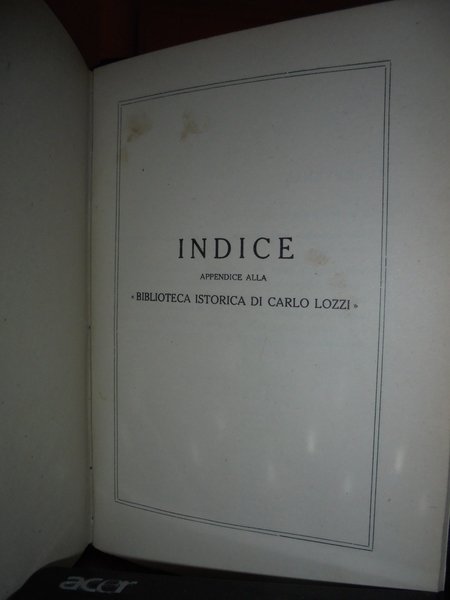 INDICE
APPENDICE ALLA
« BIBLIOTECA ISTORICA DI CARLO LOZZI »
acer